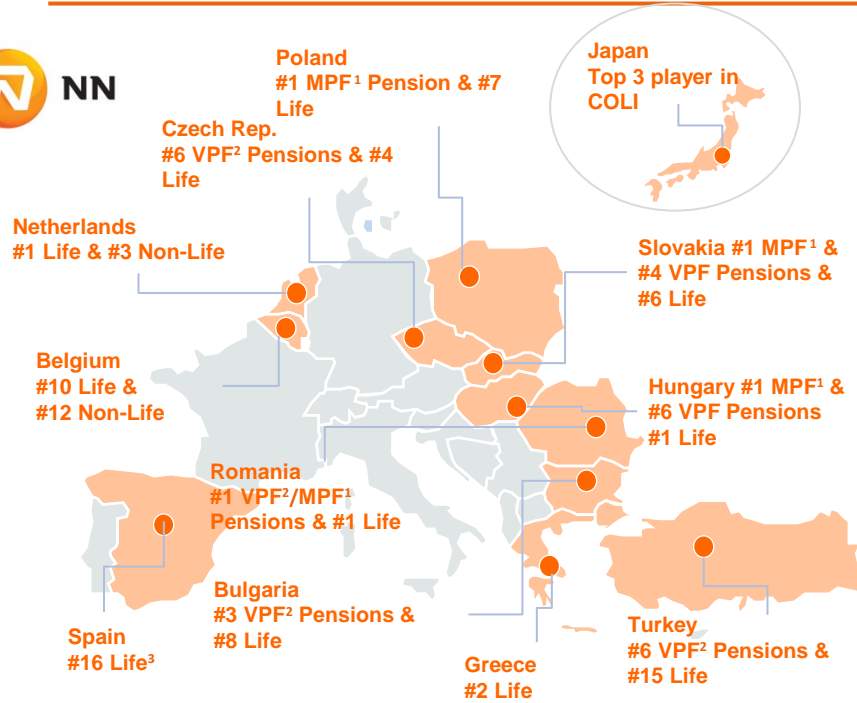 NN
Poland
#1 MPF¹ Pension & #7
Life
Japan
Top 3 player in
COLI
Czech Rep.
#6 VPF² Pensions & #4
Life
Netherlands
#1 Life & #3 Non-Life
Slovakia #1 MPF¹ &
#4 VPF Pensions &
#6 Life
Belgium
#10 Life &
#12 Non-Life
Hungary #1 MPF¹ &
#6 VPF Pensions
#1 Life
Romania
#1 VPF²/MPF¹
Pensions & #1 Life
Bulgaria
#3 VPF² Pensions &
#8 Life
Spain
#16 Life³
Greece
#2 Life
Turkey
#6 VPF² Pensions &
#15 Life